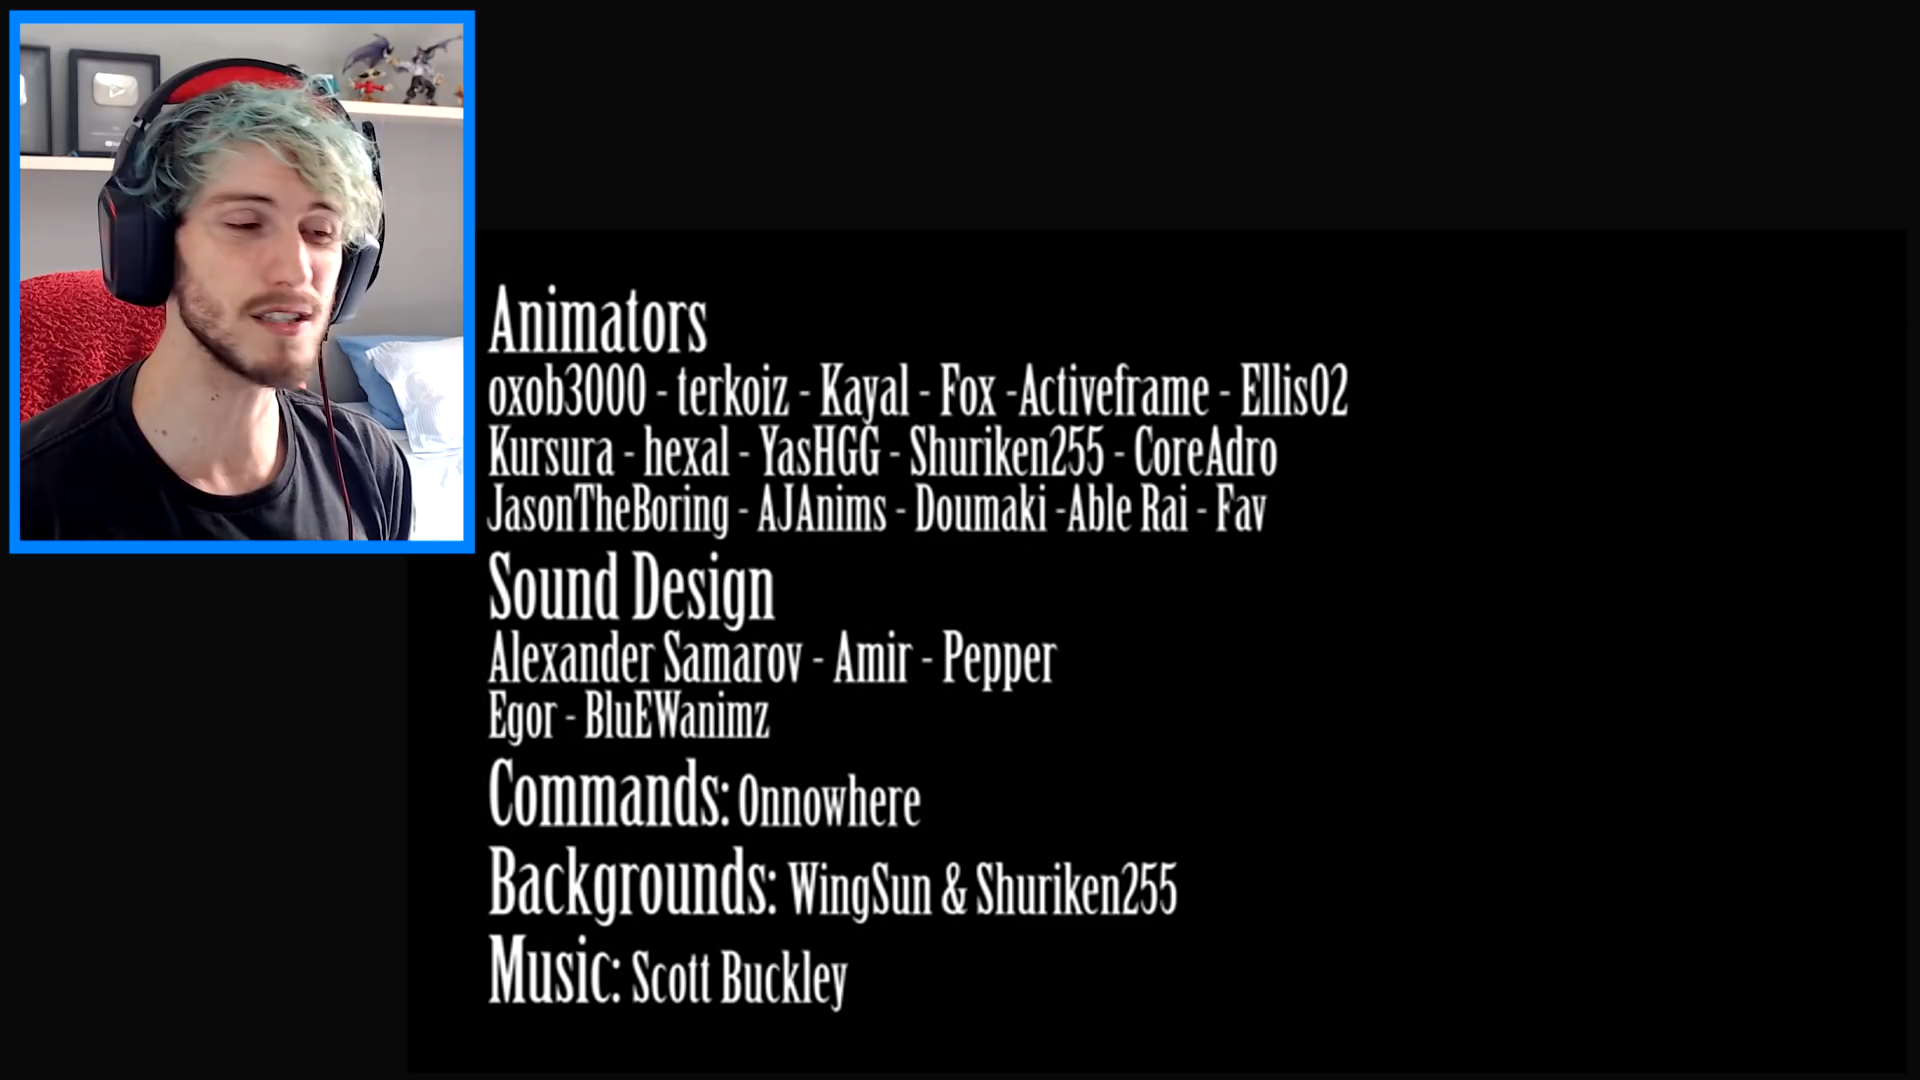 Animators
oxob3000 - terkoiz - Kayal - Fox -Activeframe - Ellis02
Kursura - hexal - YasHGG - Shuriken255 - CoreAdro
JasonTheBoring - AJAnims - Doumaki -Able Rai - Fav
Sound Design
Alexander Samarov - Amir - Pepper
Egor - BluEWanimz
Commands: Onnowhere
Backgrounds: WingSun & Shuriken255
Music: Scott Buckley